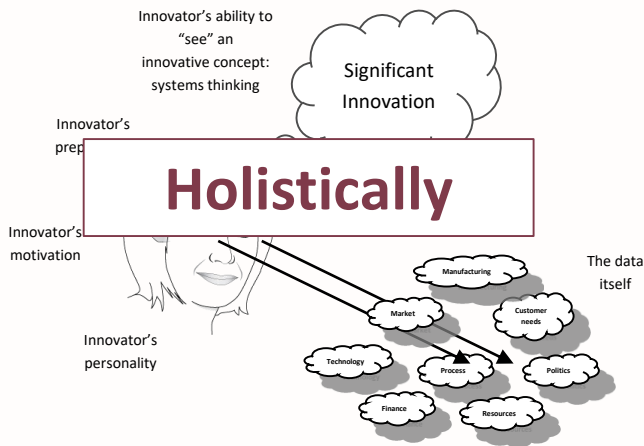 Innovator’s ability to
“see” an
innovative concept:
systems thinking
Significant
Innovation
Innovator’s
Holistically
Innovator’s
motivation
The data
itself
Manufacturing
Market
Customer
needs
Innovator’s
personality
Technology
Process
Politics
Finance
Resources